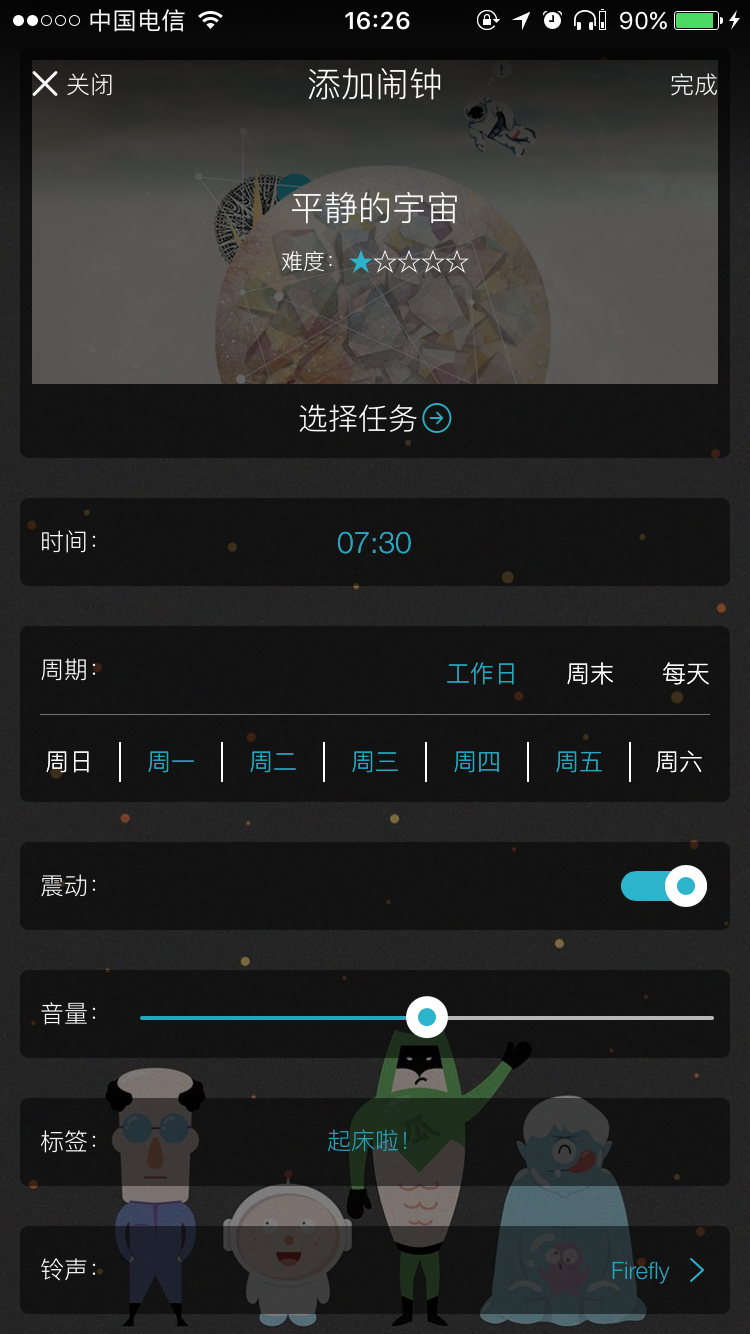 中国电信 16:26 90%
关闭 添加闹钟 完成
平静的宇宙
难度：★☆☆☆☆
选择任务
时间： 07:30
周期： 工作日 周末 每天
周日 周一 周二 周三 周四 周五 周六
震动：
音量：
标签： 起床啦！
瓜
铃声： Firefly